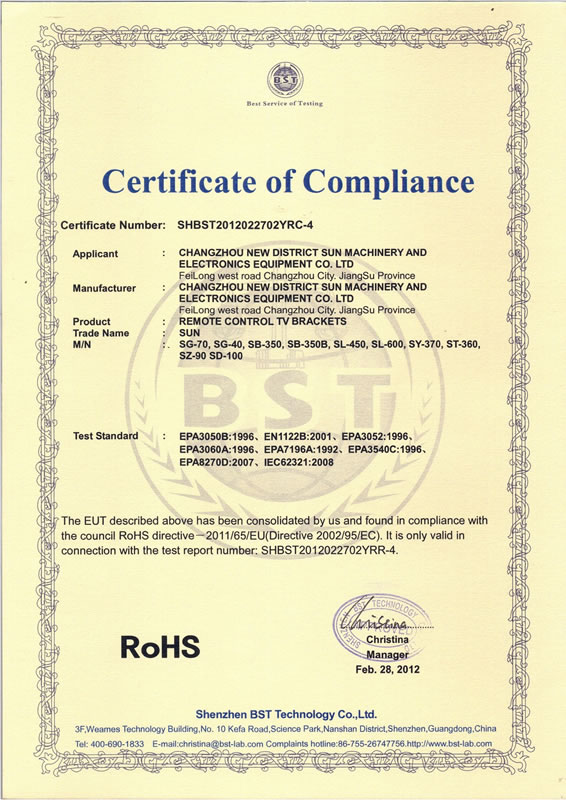 BST
Best Service of Testing
Certificate of Compliance
Certificate Number: SHBST2012022702YRC-4
Applicant : CHANGZHOU NEW DISTRICT SUN MACHINERY AND
ELECTRONICS EQUIPMENT CO. LTD
FeiLong west road Changzhou City. JiangSu Province
Manufacturer : CHANGZHOU NEW DISTRICT SUN MACHINERY AND
ELECTRONICS EQUIPMENT CO. LTD
FeiLong west road Changzhou City. JiangSu Province
Product : REMOTE CONTROL TV BRACKETS
Trade Name : SUN
M/N : SG-70, SG-40, SB-350, SB-350B, SL-450, SL-600, SY-370, ST-360,
SZ-90 SD-100
BST
Test Standard : EPA3050B:1996、EN1122B:2001、EPA3052:1996、
EPA3060A:1996、EPA7196A:1992、EPA3540C:1996、
EPA8270D:2007、IEC62321:2008
The EUT described above has been consolidated by us and found in compliance with
the council RoHS directive－2011/65/EU(Directive 2002/95/EC). It is only valid in
connection with the test report number: SHBST2012022702YRR-4.
RoHS
Christina
SHENZHEN BST TECHNOLOGY
Christina
Manager
Feb. 28, 2012
Shenzhen BST Technology Co.,Ltd.
3F,Weames Technology Building,No. 10 Kefa Road,Science Park,Nanshan District,Shenzhen,Guangdong,China
Tel: 400-690-1833 E-mail:christina@bst-lab.com Complaints hotline:86-755-26747756.http://www.bst-lab.com